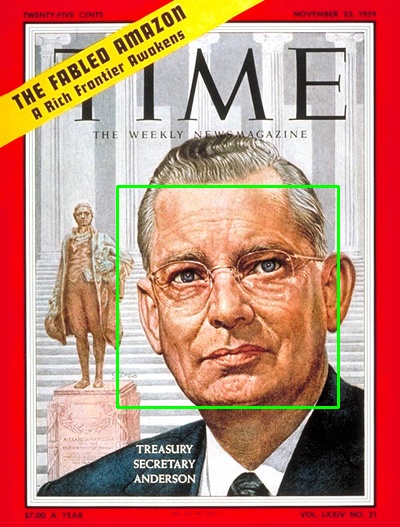 TWENTY-FIVE CENTS
NOVEMBER 23, 1959
THE FABLED AMAZON
A Rich Frontier Awakens
TIME
THE WEEKLY NEWSMAGAZINE
TREASURY
SECRETARY
ANDERSON
$7.00 A YEAR
VOL. LXXIV NO. 21